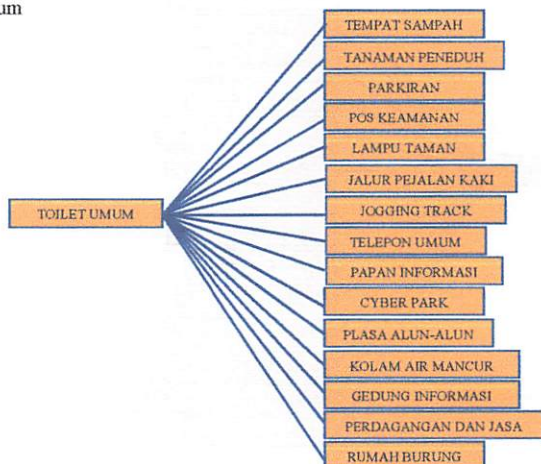 um
TEMPAT SAMPAH
TANAMAN PENEDUH
PARKIRAN
POS KEAMANAN
LAMPU TAMAN
JALUR PEJALAN KAKI
TOILET UMUM
JOGGING TRACK
TELEPON UMUM
PAPAN INFORMASI
CYBER PARK
PLASA ALUN-ALUN
KOLAM AIR MANCUR
GEDUNG INFORMASI
PERDAGANGAN DAN JASA
RUMAH BURUNG